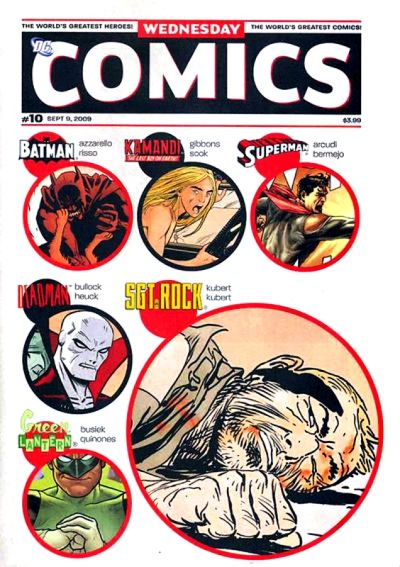 THE WORLD'S GREATEST HEROES!
WEDNESDAY
THE WORLD'S GREATEST COMICS!
DC
COMICS
#10 SEPT 9, 2009
$3.99
BATMAN®
azzarello
risso
KAMANDI
THE LAST BOY ON EARTH!
gibbons
sook
SUPERMAN
arcudi
bermejo
DEADMAN
bullock
heuck
SGT. ROCK
kubert
kubert
Green
LANTERN®
busiek
quinones